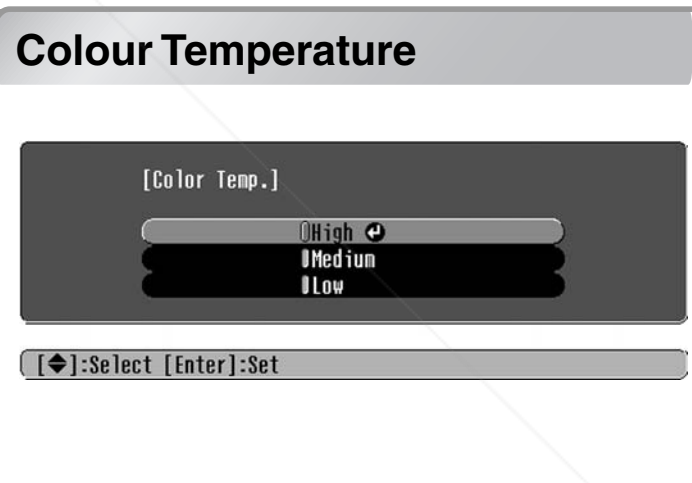 Colour Temperature
[Color Temp.]
High
Medium
Low
[◆]:Select [Enter]:Set